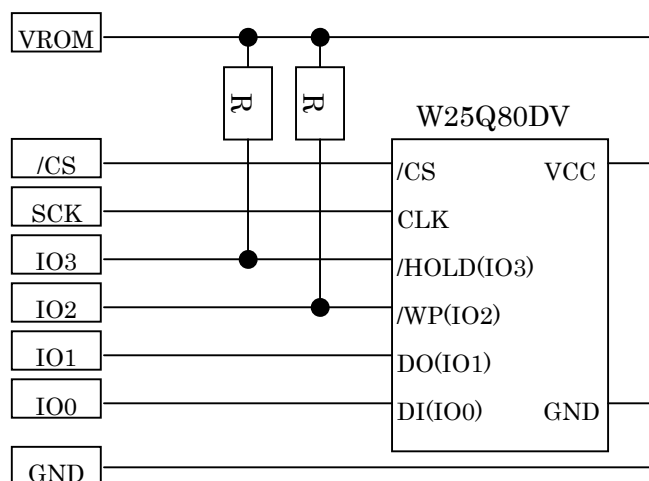 VROM
R R
W25Q80DV
/CS /CS VCC
SCK CLK
IO3 /HOLD(IO3)
IO2 /WP(IO2)
IO1 DO(IO1)
IO0 DI(IO0) GND
GND